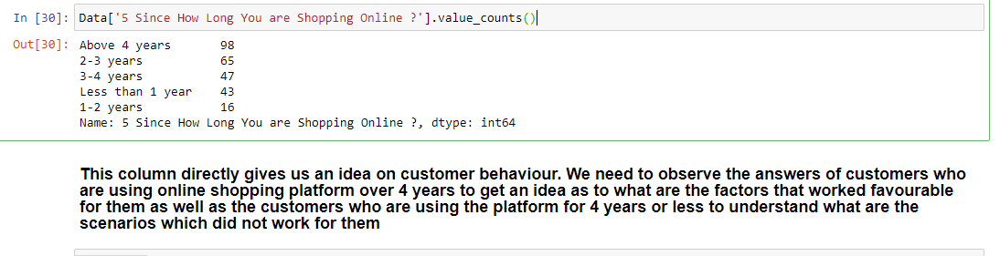 In [30]: Data['5 Since How Long You are Shopping Online ?'].value_counts()
Out[30]: Above 4 years 98
2-3 years 65
3-4 years 47
Less than 1 year 43
1-2 years 16
Name: 5 Since How Long You are Shopping Online ?, dtype: int64
This column directly gives us an idea on customer behaviour. We need to observe the answers of customers who
are using online shopping platform over 4 years to get an idea as to what are the factors that worked favourable
for them as well as the customers who are using the platform for 4 years or less to understand what are the
scenarios which did not work for them